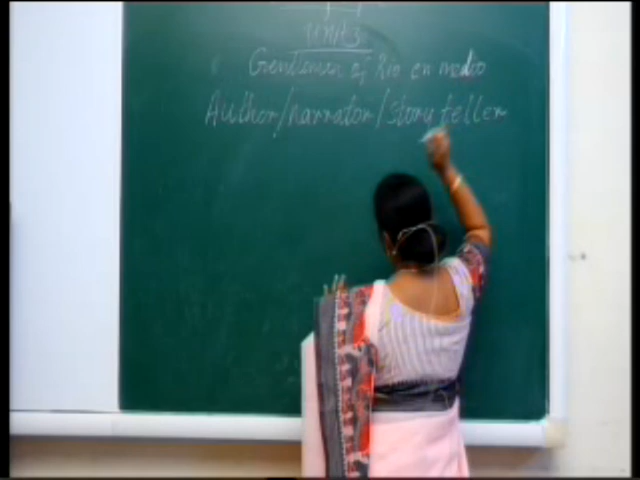 Unit 3
Gentleman of Rio en medio
Author/narrator/story teller